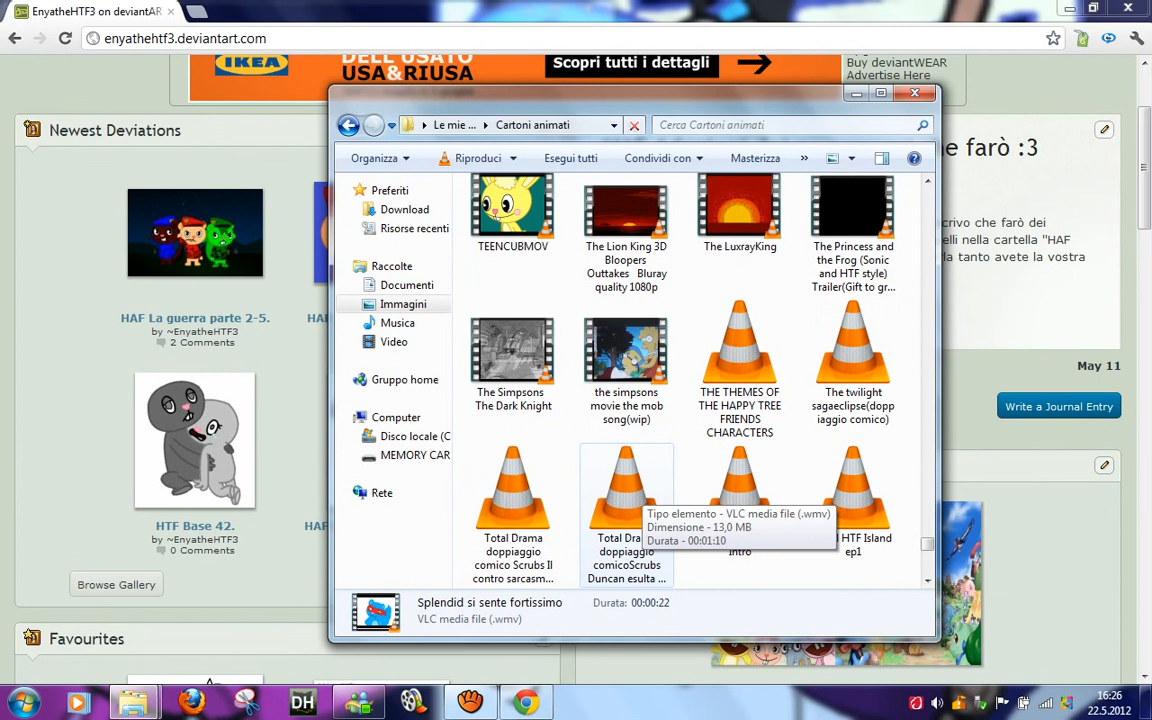 EnyatheHTF3 on deviantAR
enyathehtf3.deviantart.com
IKEA
DELL'USATO
USA&RIUSA
Scopri tutti i dettagli
Buy deviantWEAR
Advertise Here
Newest Deviations
HAF La guerra parte 2-5.
by ~EnyatheHTF3
2 Comments
HTF Base 42.
by ~EnyatheHTF3
0 Comments
Browse Gallery
Favourites
Le mie ...
Cartoni animati
Cerca Cartoni animati
Organizza
Riproduci
Esegui tutti
Condividi con
Masterizza
»
Preferiti
Download
Risorse recenti
Raccolte
Documenti
Immagini
Musica
Video
Gruppo home
Computer
Disco locale (C
MEMORY CAR
Rete
TEENCUBMOV
The Lion King 3D
Bloopers
Outtakes Bluray
quality 1080p
The LuxrayKing
The Princess and
the Frog (Sonic
and HTF style)
Trailer(Gift to gr...
The Simpsons
The Dark Knight
the simpsons
movie the mob
song(wip)
THE THEMES OF
THE HAPPY TREE
FRIENDS
CHARACTERS
The twilight
sagaeclipse(dopp
iaggio comico)
Total Drama
doppiaggio
comico Scrubs II
contro sarcasm...
Total Dra
doppiaggio
comicoScrubs
Duncan esulta ...
Intro
HTF Island
ep1
Tipo elemento - VLC media file (.wmv)
Dimensione - 13,0 MB
Durata - 00:01:10
Splendid si sente fortissimo
VLC media file (.wmv)
Durata: 00:00:22
e farò :3
crivo che farò dei
elli nella cartella "HAF
la tanto avete la vostra
May 11
Write a Journal Entry
DH
16:26
22.5.2012